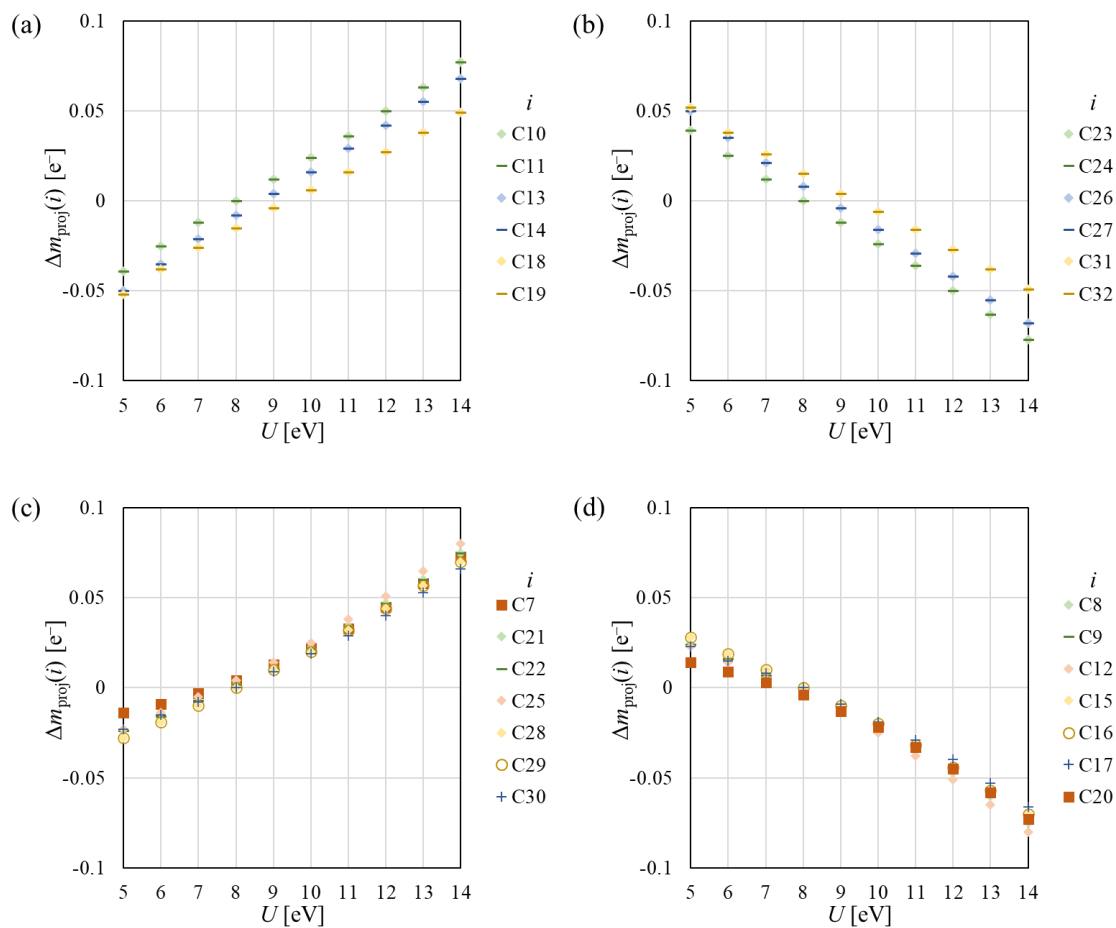 (a)
Δm_proj(i) [e⁻]
0.1
0.05
0
-0.05
-0.1
5 6 7 8 9 10 11 12 13 14
U [eV]
i
C10
C11
C13
C14
C18
C19
(b)
Δm_proj(i) [e⁻]
0.1
0.05
0
-0.05
-0.1
5 6 7 8 9 10 11 12 13 14
U [eV]
i
C23
C24
C26
C27
C31
C32
(c)
Δm_proj(i) [e⁻]
0.1
0.05
0
-0.05
-0.1
5 6 7 8 9 10 11 12 13 14
U [eV]
i
C7
C21
C22
C25
C28
C29
C30
(d)
Δm_proj(i) [e⁻]
0.1
0.05
0
-0.05
-0.1
5 6 7 8 9 10 11 12 13 14
U [eV]
i
C8
C9
C12
C15
C16
C17
C20